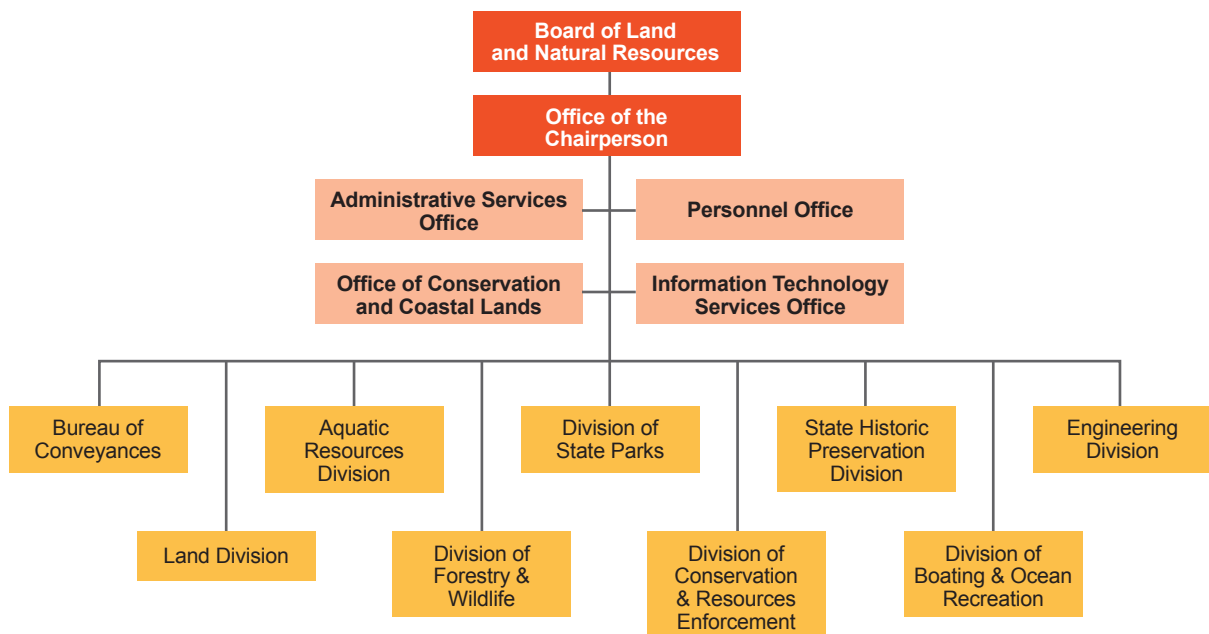 Board of Land
and Natural Resources
Office of the
Chairperson
Administrative Services
Office
Personnel Office
Office of Conservation
and Coastal Lands
Information Technology
Services Office
Bureau of
Conveyances
Aquatic
Resources
Division
Division of
State Parks
State Historic
Preservation
Division
Engineering
Division
Land Division
Division of
Forestry &
Wildlife
Division of
Conservation
& Resources
Enforcement
Division of
Boating & Ocean
Recreation